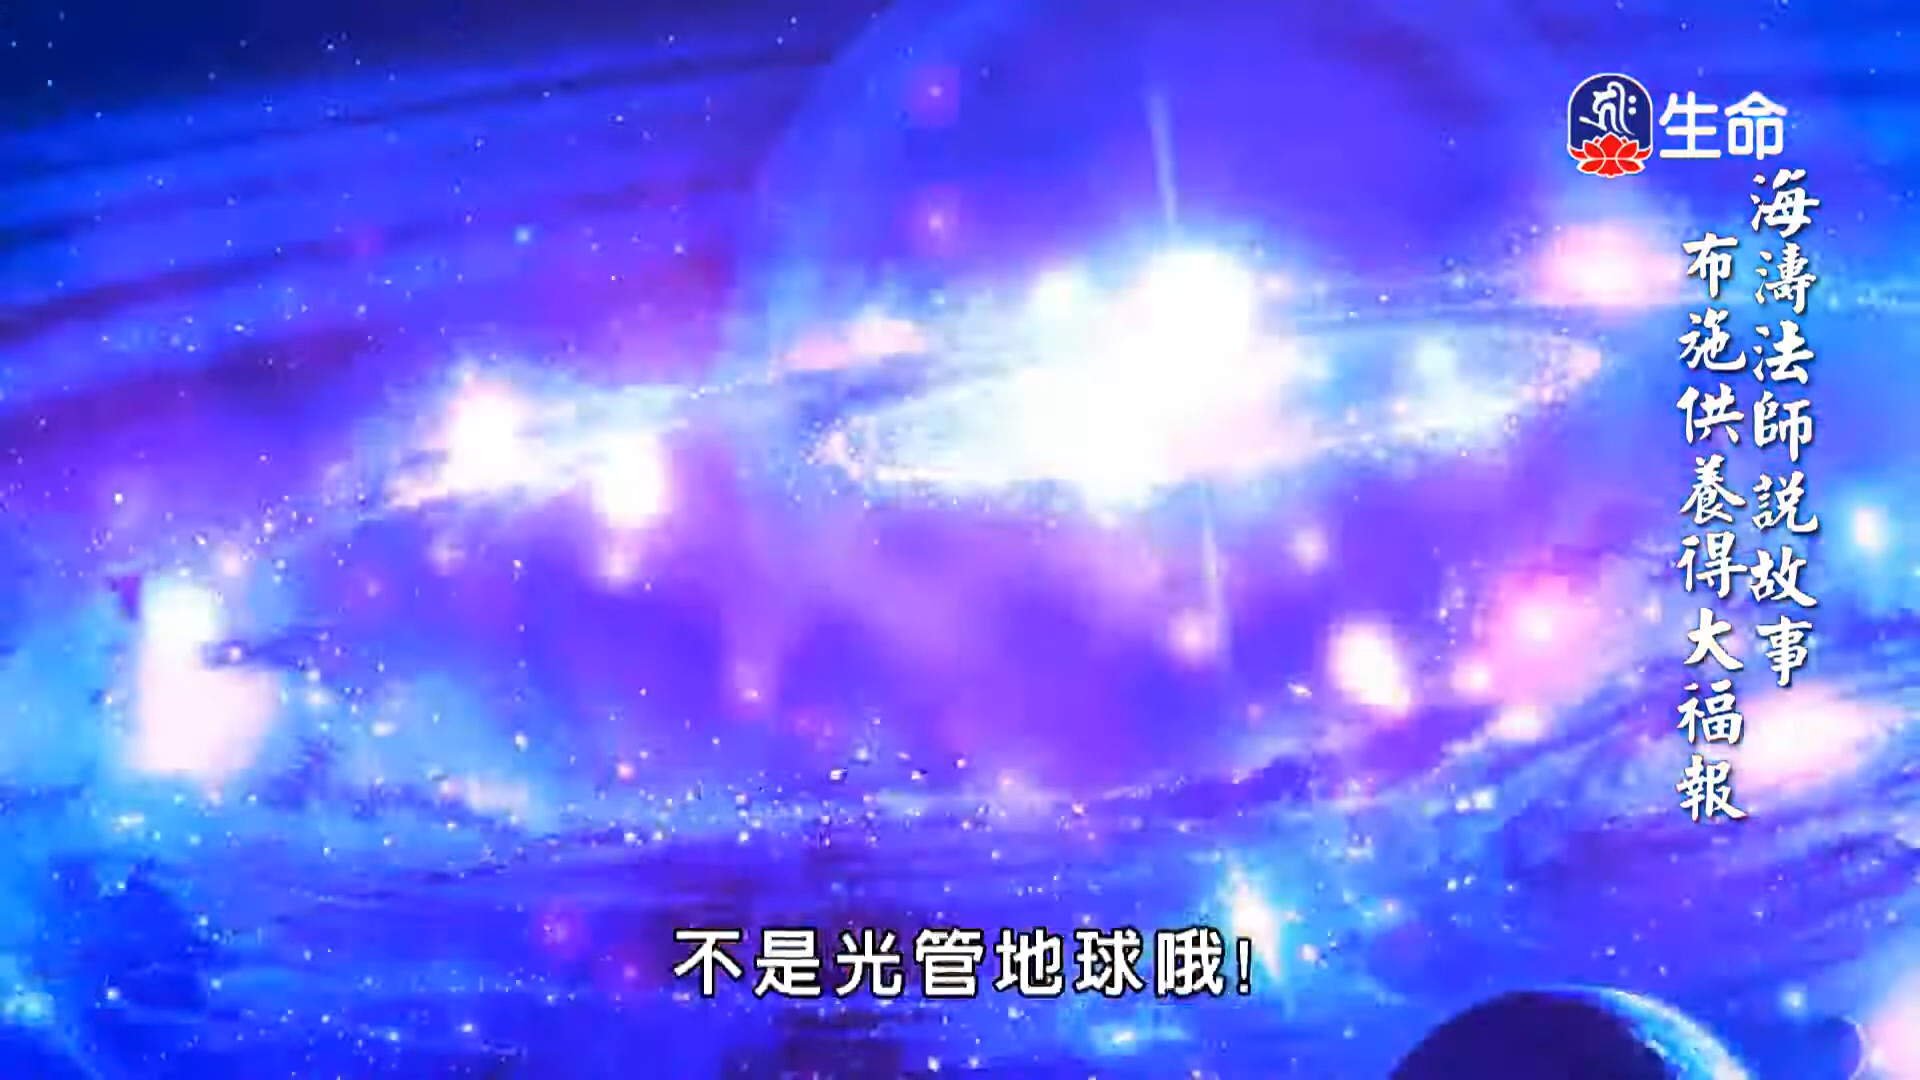 生命
海濤法師説故事
布施供養得大福報
不是光管地球哦!